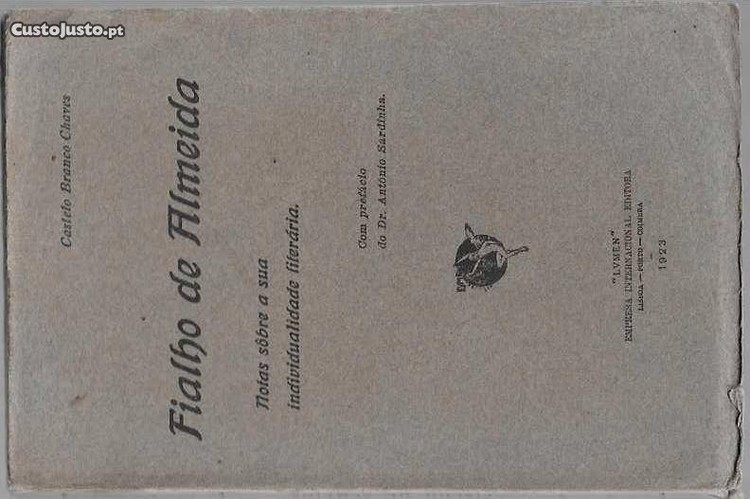 CustoJusto.pt
Castelo Branco Chaves
Fialho de Almeida
Notas sôbre a sua
individualidade literária.
Com prefácio
do Dr. António Sardinha.
"LVMEN"
EMPRESA INTERNACIONAL EDITORA
LISBOA — PORTO — COIMBRA
1923